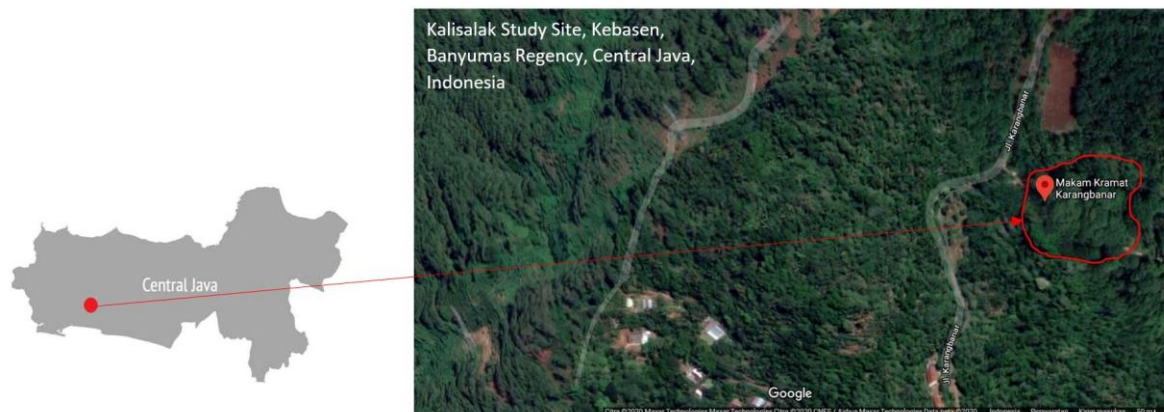 Kalisalak Study Site, Kebasen,
Banyumas Regency, Central Java,
Indonesia
Jl. Karangbanar
Makam Kramat
Karangbanar
Central Java
Jl. Karangbanar
Google